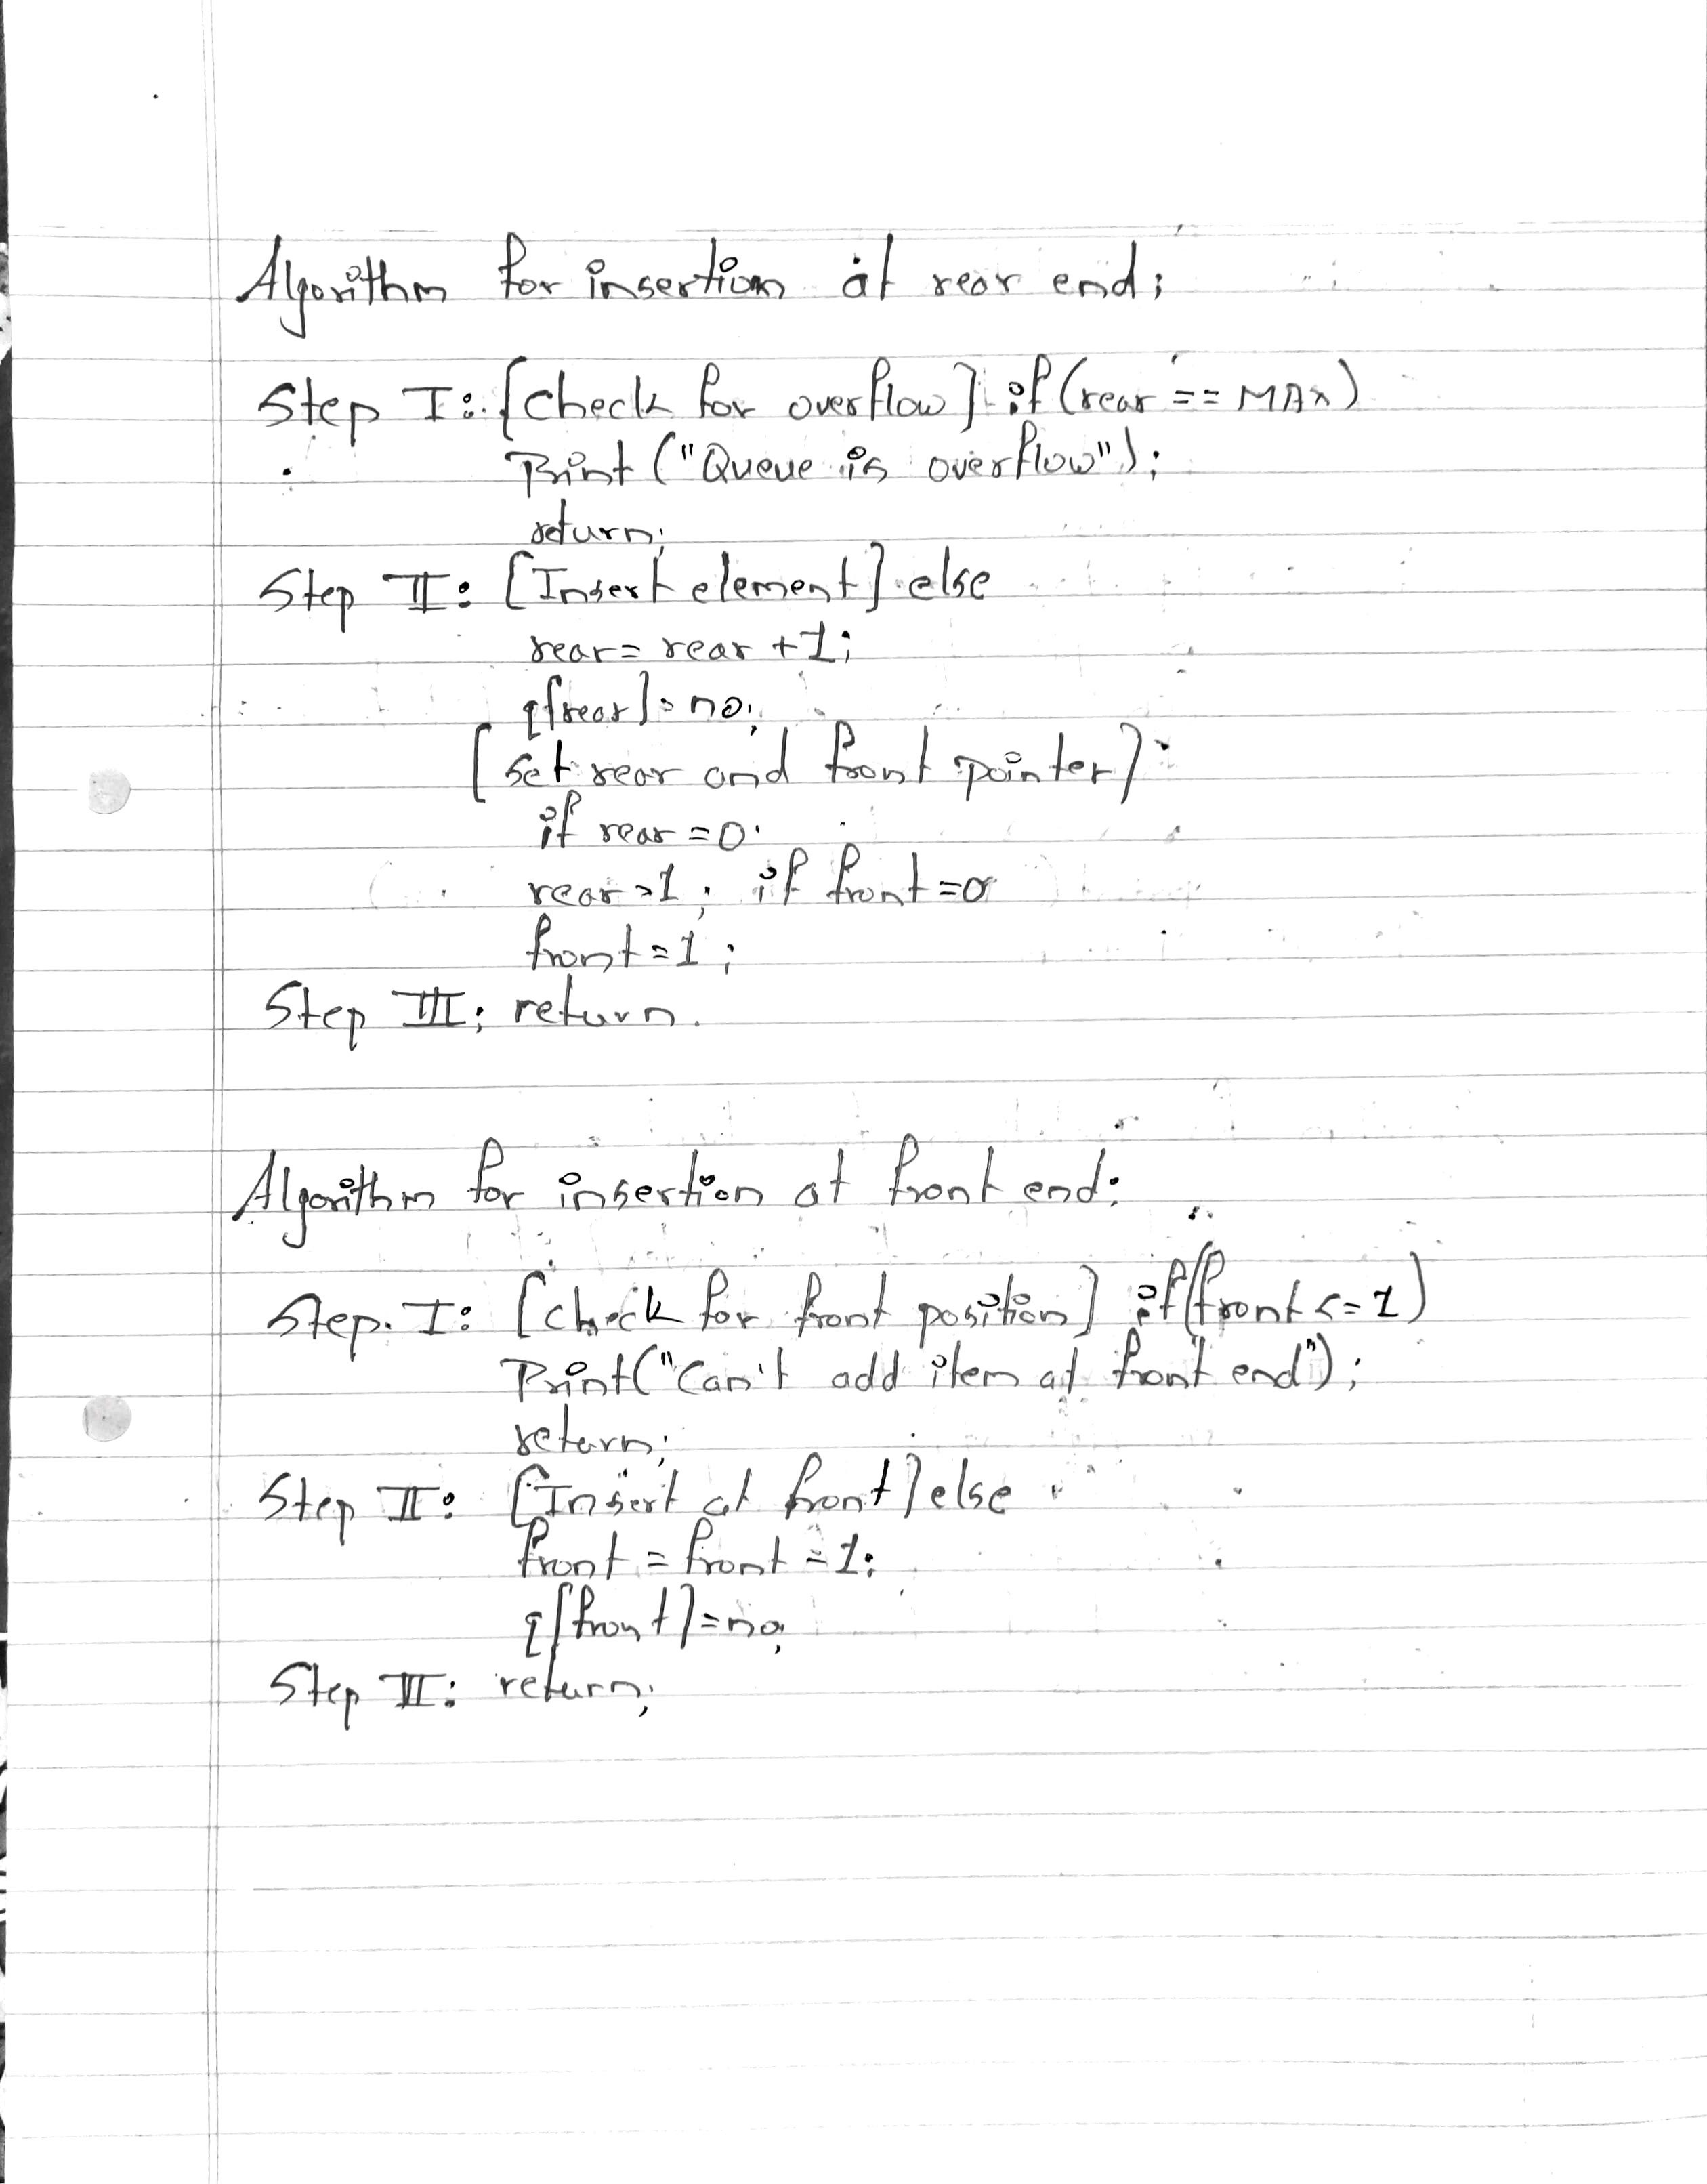 Algorithm for insertion at rear end;
Step I: [check for overflow] if (rear == MAX)
Print ("Queue is overflow");
return;
Step II: [Insert element] else
rear = rear + 1;
q[rear] = no;
[set rear and front pointer]
if rear = 0
rear = 1; if front = 0
front = 1;
Step III; return.
Algorithm for insertion at front end:
Step. I: [check for front position] if (front <= 1)
Print("Can't add item at front end");
return;
Step II: [Insert at front] else
front = front - 1;
q[front] = no;
Step III: return;